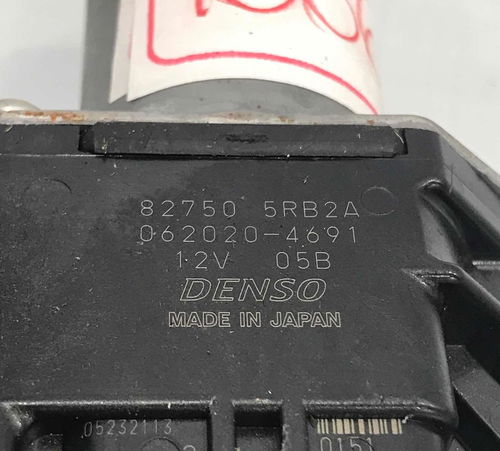 82750 5RB2A
062020-4691
12V 05B
DENSO
MADE IN JAPAN
05232113
0151